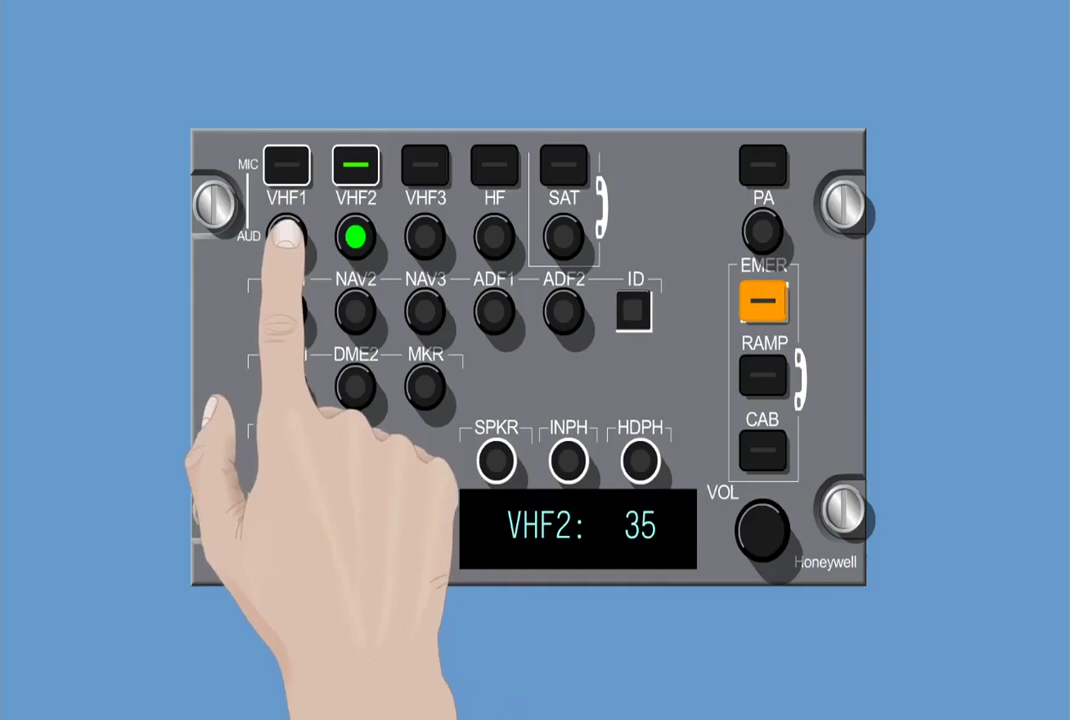 MIC
VHF1 VHF2 VHF3 HF SAT PA
AUD
EMER
NAV2 NAV3 ADF1 ADF2 ID
RAMP
DME2 MKR
CAB
SPKR INPH HDPH
VOL
VHF2: 35
Honeywell